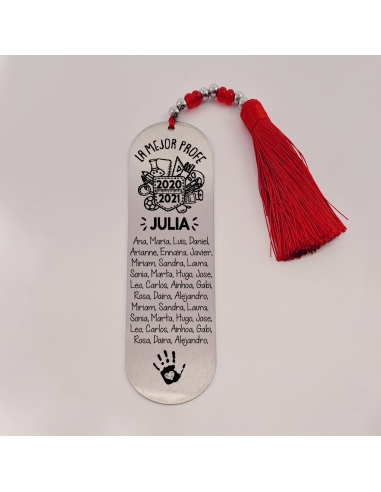 LA MEJOR PROFE
2020
2021
JULIA
Ana, Maria, Luis, Daniel,
Arianne, Ennaira, Javier,
Miriam, Sandra, Laura,
Sonia, Marta, Hugo, Jose,
Leo, Carlos, Ainhoa, Gabi,
Rosa, Daira, Alejandro,
Miriam, Sandra, Laura,
Sonia, Marta, Hugo, Jose,
Leo, Carlos, Ainhoa, Gabi,
Rosa, Daira, Alejandro,